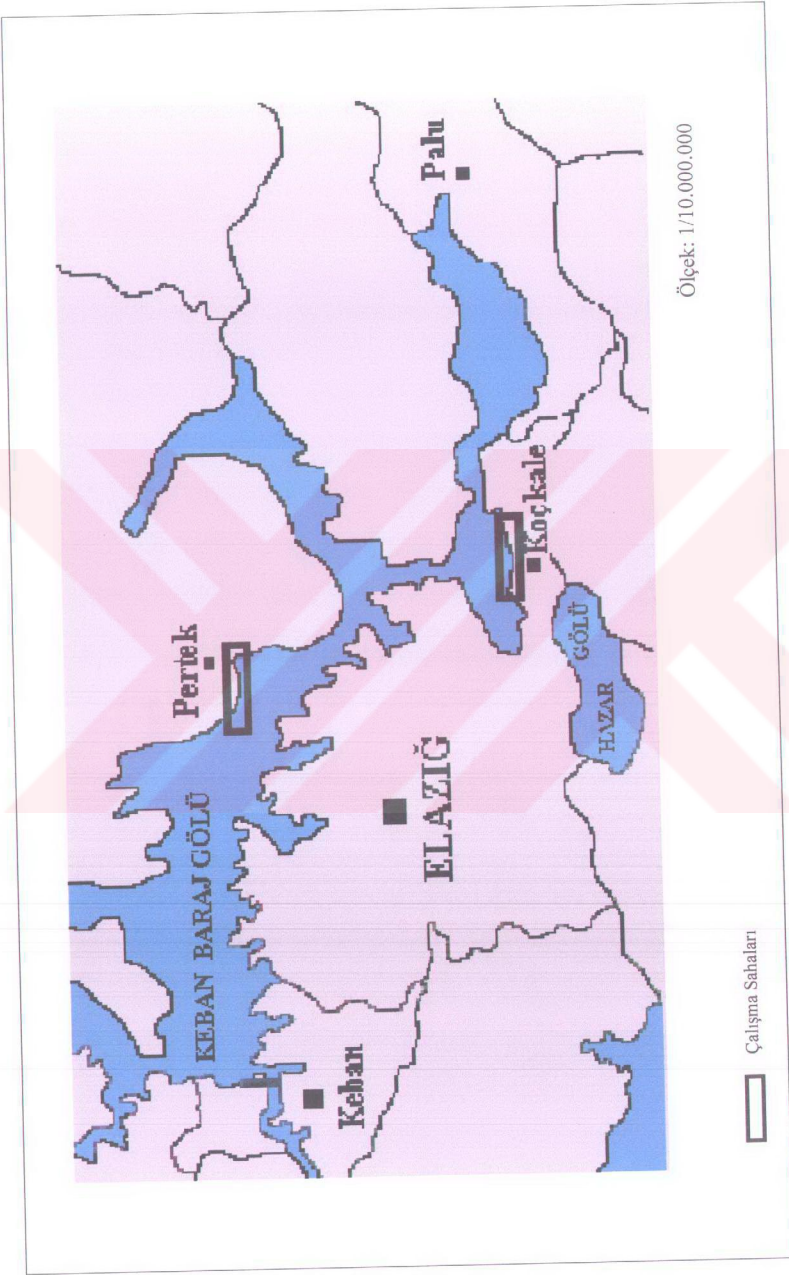 Pertek
KEBAN BARAJ GÖLÜ
Palu
Keban
ELAZIĞ
Koçkale
HAZAR
GÖLÜ
Çalışma Sahaları
Ölçek: 1/10.000.000